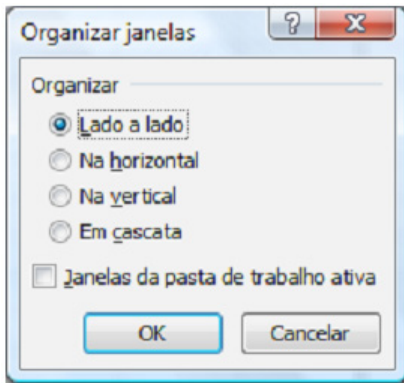 Organizar janelas
?
X
Organizar
Lado a lado
Na horizontal
Na vertical
Em cascata
Janelas da pasta de trabalho ativa
OK Cancelar